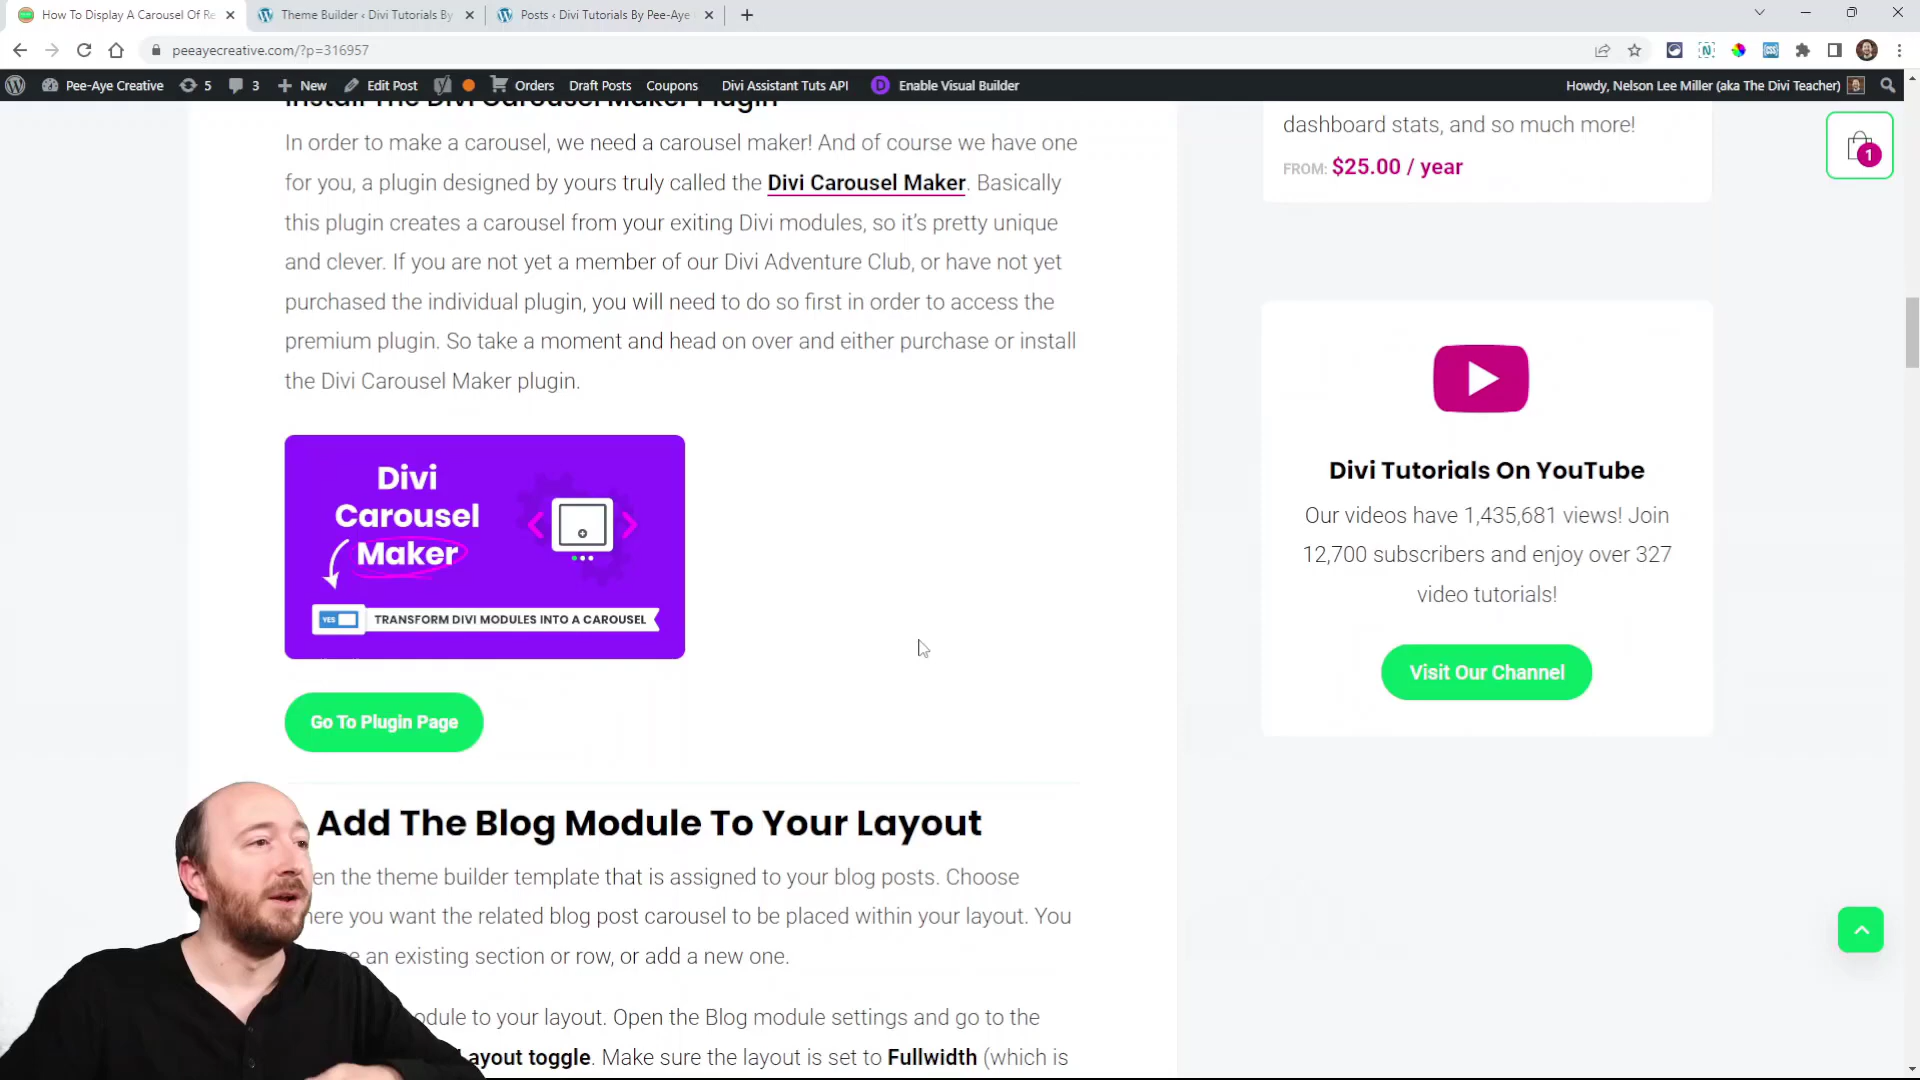 How To Display A Carousel Of Re
Theme Builder ‹ Divi Tutorials By
Posts ‹ Divi Tutorials By Pee-Aye
peeayecreative.com/?p=316957
Pee-Aye Creative
5
3
New
Edit Post
Orders
Draft Posts
Coupons
Divi Assistant Tuts API
Enable Visual Builder
Howdy, Nelson Lee Miller (aka The Divi Teacher)
Install The Divi Carousel Maker Plugin
In order to make a carousel, we need a carousel maker! And of course we have one
for you, a plugin designed by yours truly called the Divi Carousel Maker. Basically
this plugin creates a carousel from your exiting Divi modules, so it's pretty unique
and clever. If you are not yet a member of our Divi Adventure Club, or have not yet
purchased the individual plugin, you will need to do so first in order to access the
premium plugin. So take a moment and head on over and either purchase or install
the Divi Carousel Maker plugin.
Divi
Carousel
Maker
YES
TRANSFORM DIVI MODULES INTO A CAROUSEL
Go To Plugin Page
Add The Blog Module To Your Layout
en the theme builder template that is assigned to your blog posts. Choose
here you want the related blog post carousel to be placed within your layout. You
an existing section or row, or add a new one.
odule to your layout. Open the Blog module settings and go to the
ayout toggle. Make sure the layout is set to Fullwidth (which is
dashboard stats, and so much more!
FROM: $25.00 / year
1
Divi Tutorials On YouTube
Our videos have 1,435,681 views! Join
12,700 subscribers and enjoy over 327
video tutorials!
Visit Our Channel